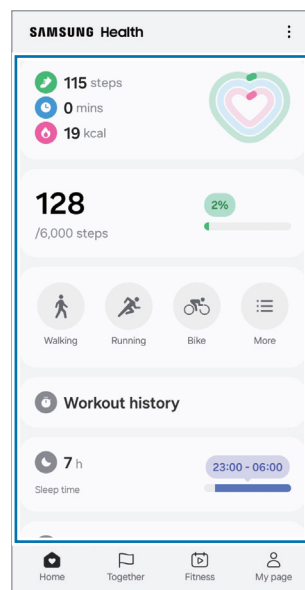 SAMSUNG Health
115 steps
0 mins
19 kcal
128
2%
/6,000 steps
Walking Running Bike More
Workout history
7 h
23:00 - 06:00
Sleep time
Home Together Fitness My page